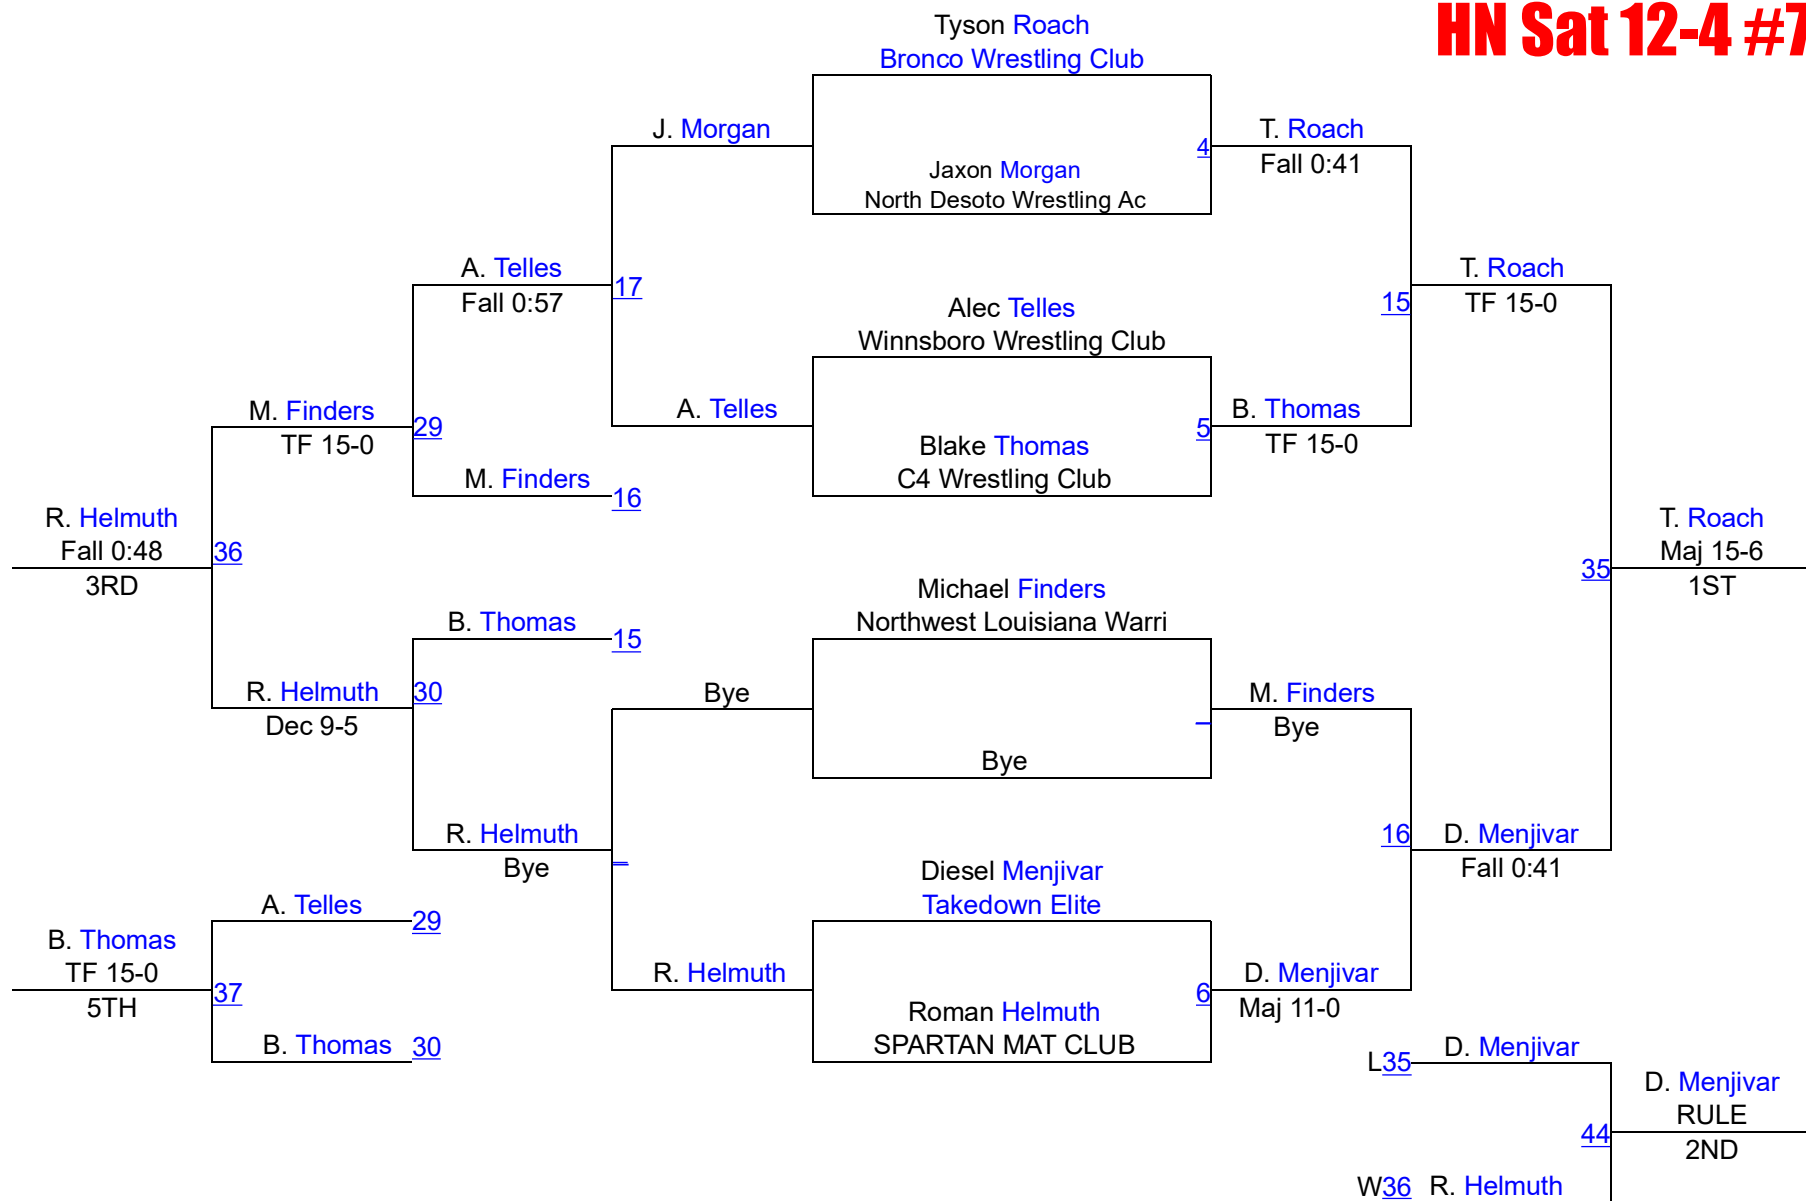 HN Sat 12-4 #7
Tyson Roach
Bronco Wrestling Club
J. Morgan
4
T. Roach
Fall 0:41
Jaxon Morgan
North Desoto Wrestling Ac
A. Telles
Fall 0:57
17
T. Roach
TF 15-0
15
Alec Telles
Winnsboro Wrestling Club
M. Finders
TF 15-0
29
A. Telles
5
B. Thomas
TF 15-0
Blake Thomas
C4 Wrestling Club
M. Finders
16
R. Helmuth
Fall 0:48
3RD
36
T. Roach
Maj 15-6
1ST
35
Michael Finders
Northwest Louisiana Warri
B. Thomas
15
R. Helmuth
Dec 9-5
30
Bye
M. Finders
Bye
Bye
R. Helmuth
Bye
16
D. Menjivar
Fall 0:41
Diesel Menjivar
Takedown Elite
A. Telles
29
B. Thomas
TF 15-0
5TH
37
R. Helmuth
6
D. Menjivar
Maj 11-0
Roman Helmuth
SPARTAN MAT CLUB
B. Thomas
30
L35
D. Menjivar
D. Menjivar
RULE
2ND
44
W36
R. Helmuth